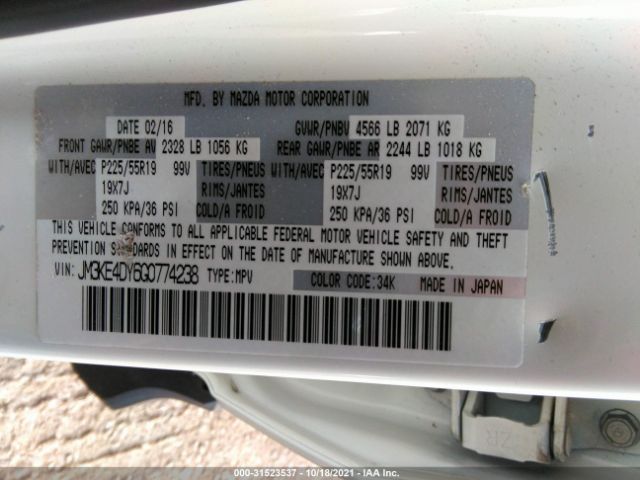 MFD. BY MAZDA MOTOR CORPORATION
DATE 02/16 GVWR/PNBV 4566 LB 2071 KG
FRONT GAWR/PNBE AV 2328 LB 1056 KG REAR GAWR/PNBE AR 2244 LB 1018 KG
WITH/AVEC P225/55R19 99V TIRES/PNEUS WITH/AVEC P225/55R19 99V TIRES/PNEUS
19X7J RIMS/JANTES 19X7J RIMS/JANTES
250 KPA/36 PSI COLD/A FROID 250 KPA/36 PSI COLD/A FROID
THIS VEHICLE CONFORMS TO ALL APPLICABLE FEDERAL MOTOR VEHICLE SAFETY AND THEFT
PREVENTION STANDARDS IN EFFECT ON THE DATE OF MANUFACTURE SHOWN ABOVE.
VIN: JM3KE4DY6G0774238 TYPE:MPV COLOR CODE:34K MADE IN JAPAN
000-31523537 - 10/18/2021 - IAA Inc.